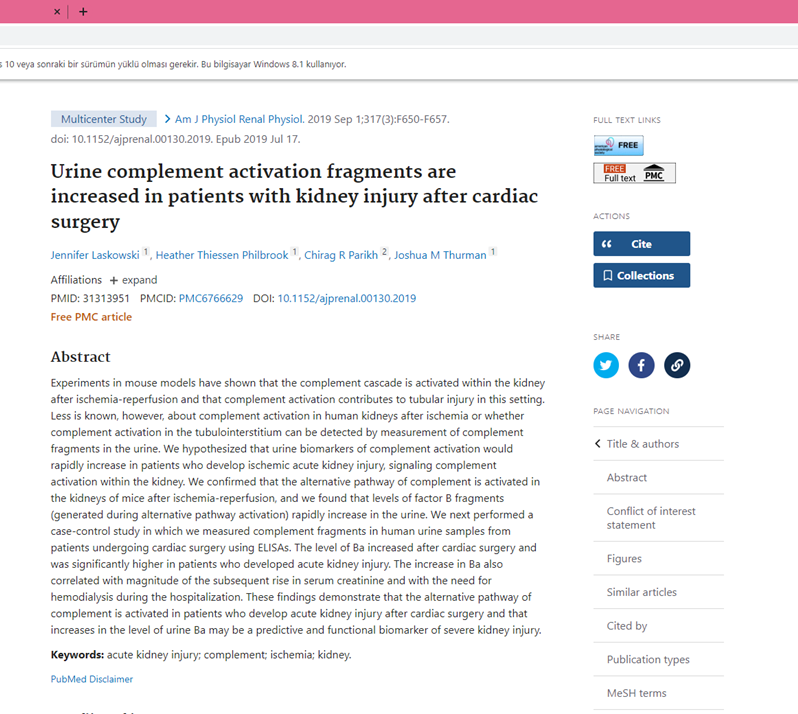 s 10 veya sonraki bir sürümün yüklü olması gerekir. Bu bilgisayar Windows 8.1 kullanıyor.
Multicenter Study > Am J Physiol Renal Physiol. 2019 Sep 1;317(3):F650-F657.
doi: 10.1152/ajprenal.00130.2019. Epub 2019 Jul 17.
Urine complement activation fragments are
increased in patients with kidney injury after cardiac
surgery
Jennifer Laskowski 1, Heather Thiessen Philbrook 1, Chirag R Parikh 2, Joshua M Thurman 1
Affiliations + expand
PMID: 31313951 PMCID: PMC6766629 DOI: 10.1152/ajprenal.00130.2019
Free PMC article
Abstract
Experiments in mouse models have shown that the complement cascade is activated within the kidney
after ischemia-reperfusion and that complement activation contributes to tubular injury in this setting.
Less is known, however, about complement activation in human kidneys after ischemia or whether
complement activation in the tubulointerstitium can be detected by measurement of complement
fragments in the urine. We hypothesized that urine biomarkers of complement activation would
rapidly increase in patients who develop ischemic acute kidney injury, signaling complement
activation within the kidney. We confirmed that the alternative pathway of complement is activated in
the kidneys of mice after ischemia-reperfusion, and we found that levels of factor B fragments
(generated during alternative pathway activation) rapidly increase in the urine. We next performed a
case-control study in which we measured complement fragments in human urine samples from
patients undergoing cardiac surgery using ELISAs. The level of Ba increased after cardiac surgery and
was significantly higher in patients who developed acute kidney injury. The increase in Ba also
correlated with magnitude of the subsequent rise in serum creatinine and with the need for
hemodialysis during the hospitalization. These findings demonstrate that the alternative pathway of
complement is activated in patients who develop acute kidney injury after cardiac surgery and that
increases in the level of urine Ba may be a predictive and functional biomarker of severe kidney injury.
Keywords: acute kidney injury; complement; ischemia; kidney.
PubMed Disclaimer
FULL TEXT LINKS
FREE
FREE
Full text PMC
ACTIONS
Cite
Collections
SHARE
PAGE NAVIGATION
Title & authors
Abstract
Conflict of interest
statement
Figures
Similar articles
Cited by
Publication types
MeSH terms